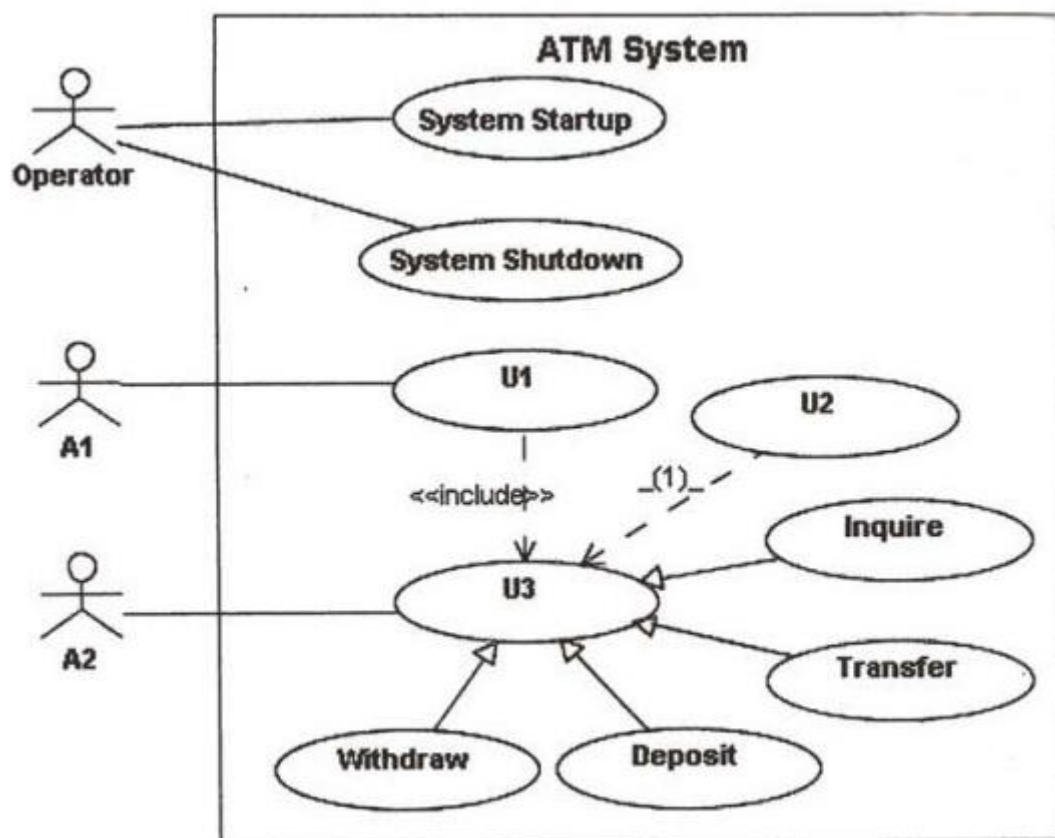 ATM System
System Startup
Operator
System Shutdown
U1
A1
U2
<<include>>
_(1)_
Inquire
U3
A2
Transfer
Withdraw
Deposit